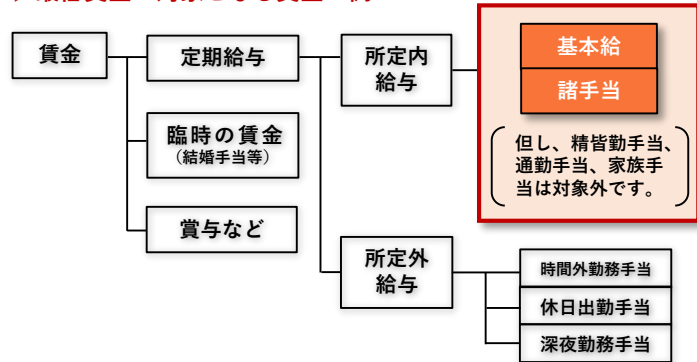 賃金
定期給与
臨時の賃金
（結婚手当等）
賞与など
所定内
給与
基本給
諸手当
但し、精皆勤手当、
通勤手当、家族手
当は対象外です。
所定外
給与
時間外勤務手当
休日出勤手当
深夜勤務手当